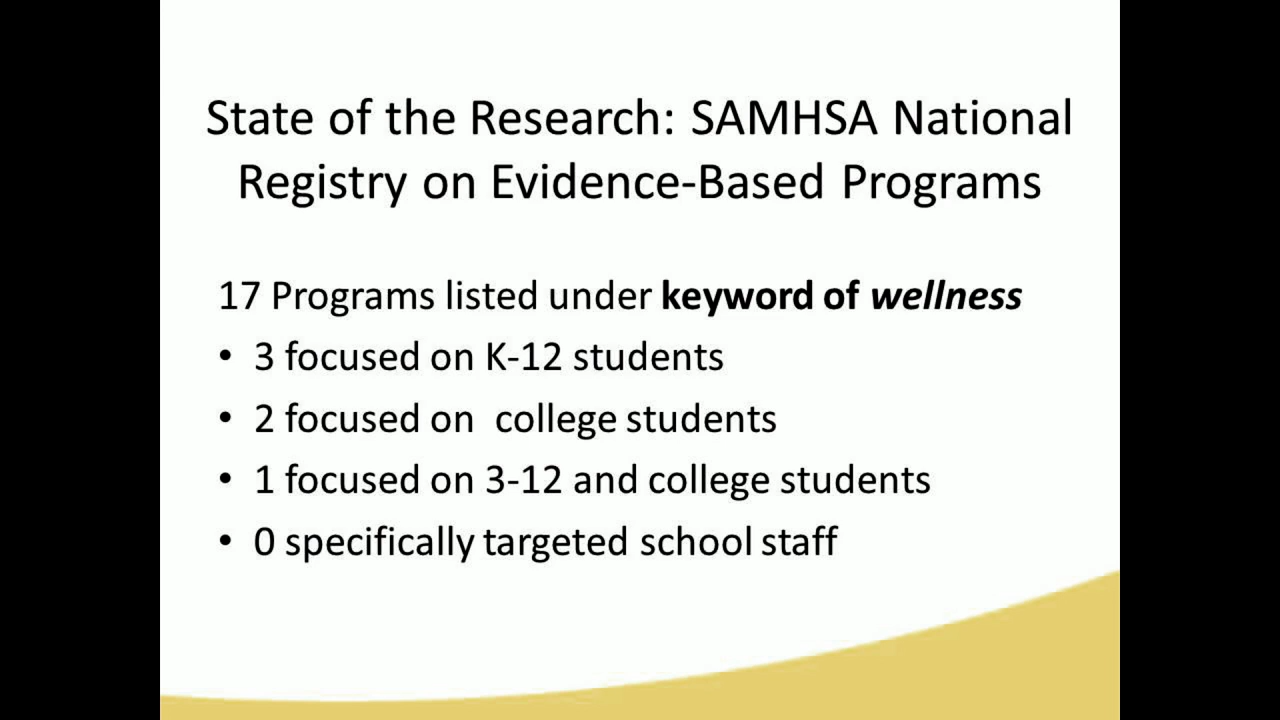 State of the Research: SAMHSA National
Registry on Evidence-Based Programs
17 Programs listed under keyword of wellness
• 3 focused on K-12 students
• 2 focused on  college students
• 1 focused on 3-12 and college students
• 0 specifically targeted school staff